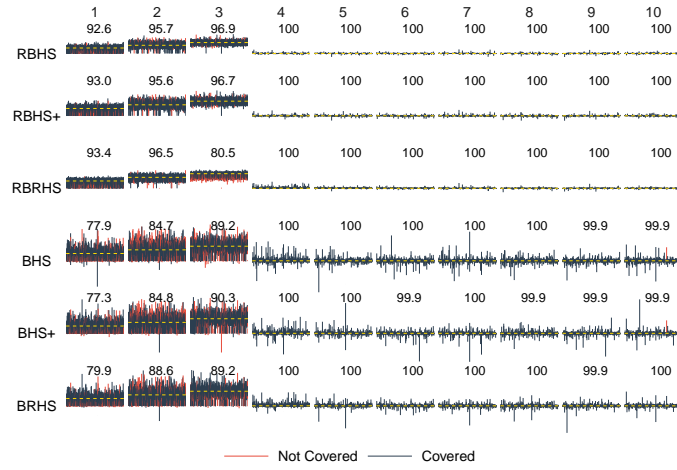 1 2 3 4 5 6 7 8 9 10
92.6 95.7 96.9 100 100 100 100 100 100 100
RBHS
93.0 95.6 96.7 100 100 100 100 100 100 100
RBHS+
93.4 96.5 80.5 100 100 100 100 100 100 100
RBRHS
77.9 84.7 89.2 100 100 100 100 100 99.9 99.9
BHS
77.3 84.8 90.3 100 100 99.9 100 99.9 99.9 99.9
BHS+
79.9 88.6 89.2 100 100 100 100 100 99.9 100
BRHS
Not Covered Covered